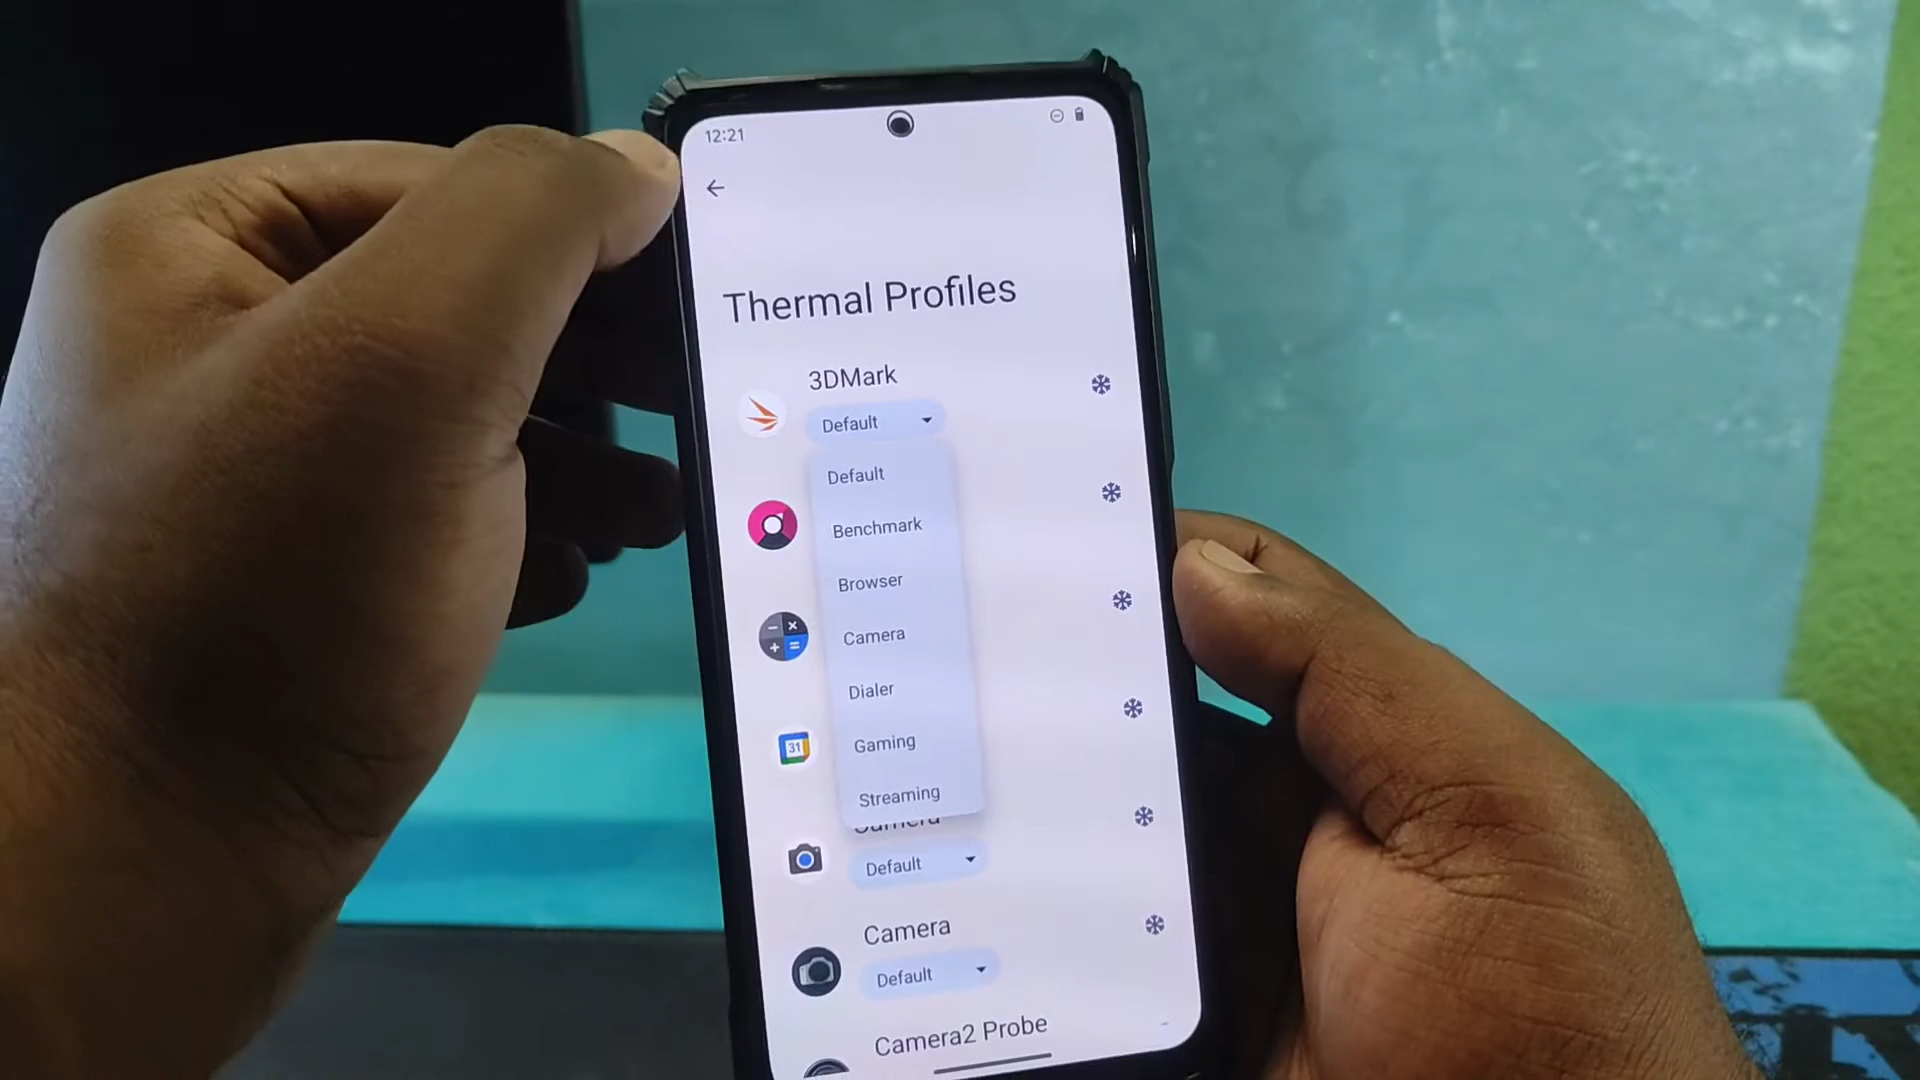 12:21
Thermal Profiles
3DMark
Default
Default
Benchmark
Browser
Camera
Dialer
Gaming
31
Streaming
Camera
Default
Camera
Default
Camera2 Probe